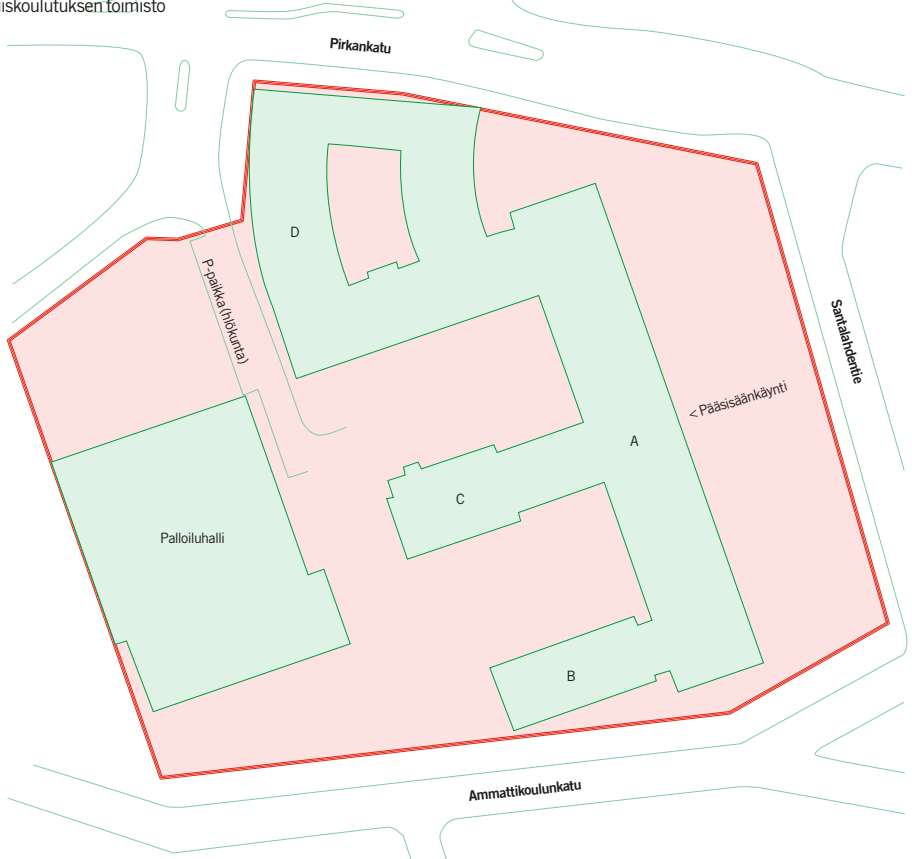 iskoulutuksen toimisto
Pirkankatu
D
P-paikka (hlökunta)
Santalahdentie
< Pääsisäänkäynti
A
C
Palloiluhalli
B
Ammattikoulunkatu